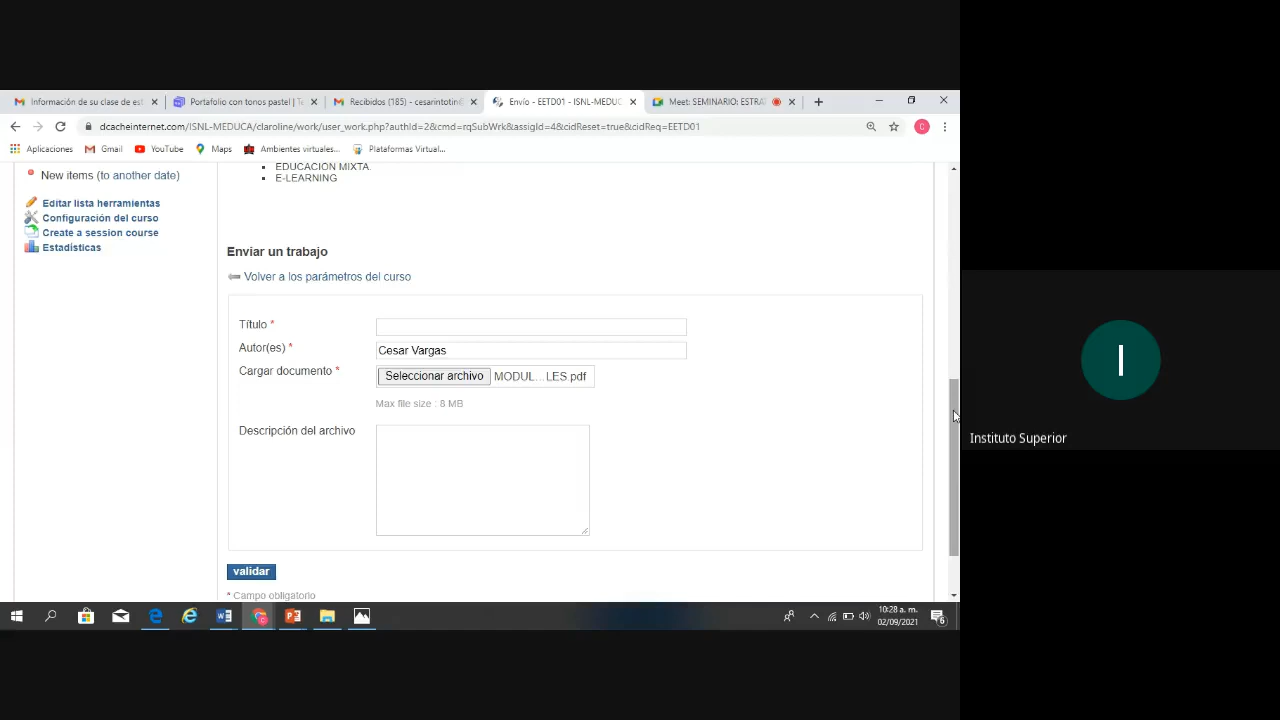 Información de su clase de est
Portafolio con tonos pastel | Te
Recibidos (185) - cesarintotin@
Envío - EETD01 - ISNL-MEDUC
Meet: SEMINARIO: ESTRA
dcacheinternet.com/ISNL-MEDUCA/claroline/work/user_work.php?authId=2&cmd=rqSubWrk&assigId=4&cidReset=true&cidReq=EETD01
C
Aplicaciones
Gmail
YouTube
Maps
Ambientes virtuales...
Plataformas Virtual...
EDUCACIÓN MIXTA.
New items (to another date)
E-LEARNING
Editar lista herramientas
Configuración del curso
Create a session course
Estadísticas
Enviar un trabajo
Volver a los parámetros del curso
Título *
Autor(es) *
Cesar Vargas
Cargar documento *
Seleccionar archivo
MODUL...LES.pdf
Max file size : 8 MB
Descripción del archivo
validar
* Campo obligatorio
10:28 a. m.
02/09/2021
6
I
Instituto Superior